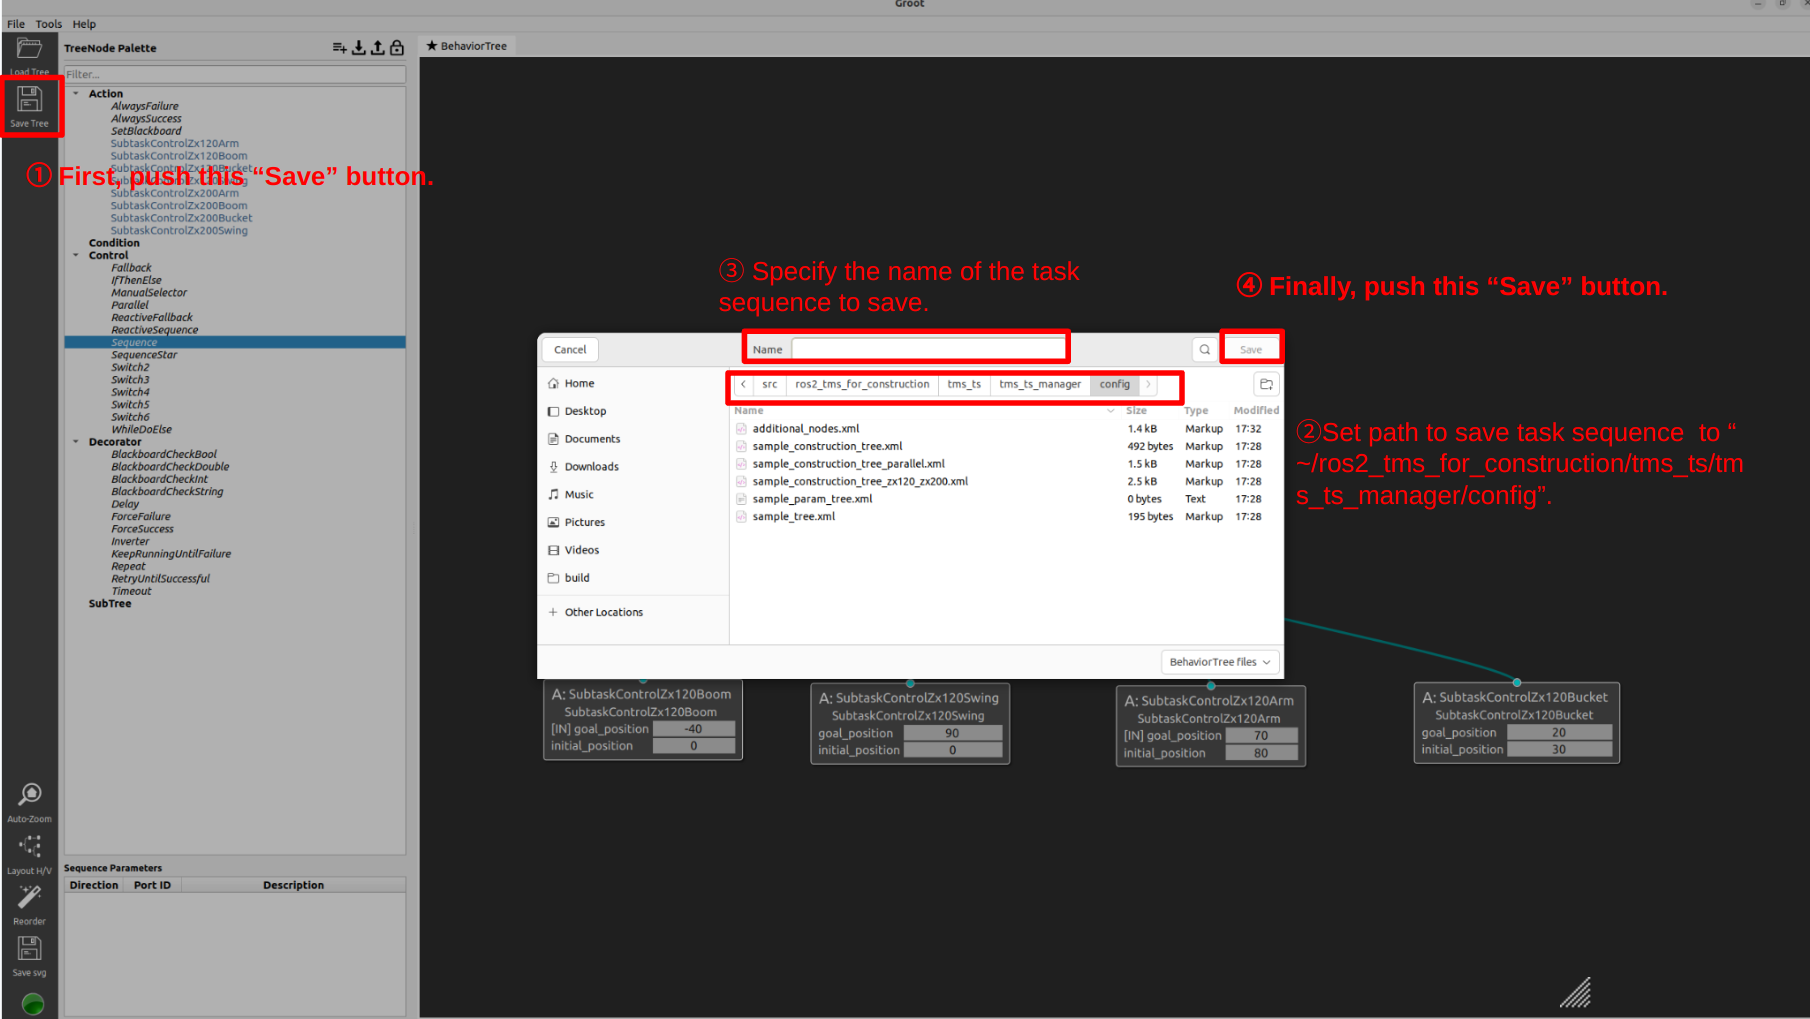 Groot
File Tools Help
Load Tree
Save Tree
TreeNode Palette
Filter...
Action
AlwaysFailure
AlwaysSuccess
SetBlackboard
SubtaskControlZx120Arm
SubtaskControlZx120Boom
SubtaskControlZx120Bucket
SubtaskControlZx120Swing
① First, push this “Save” button.
SubtaskControlZx200Arm
SubtaskControlZx200Boom
SubtaskControlZx200Bucket
SubtaskControlZx200Swing
Condition
Control
Fallback
IfThenElse
ManualSelector
Parallel
ReactiveFallback
ReactiveSequence
Sequence
SequenceStar
Switch2
Switch3
Switch4
Switch5
Switch6
WhileDoElse
Decorator
BlackboardCheckBool
BlackboardCheckDouble
BlackboardCheckInt
BlackboardCheckString
Delay
ForceFailure
ForceSuccess
Inverter
KeepRunningUntilFailure
Repeat
RetryUntilSuccessful
Timeout
SubTree
Auto-Zoom
Layout H/V
Reorder
Save svg
Sequence Parameters
Direction Port ID Description
★ BehaviorTree
③ Specify the name of the task
sequence to save.
④ Finally, push this “Save” button.
Cancel Name Save
src ros2_tms_for_construction tms_ts tms_ts_manager config
Home
Desktop
Documents
Downloads
Music
Pictures
Videos
build
Other Locations
Name Size Type Modified
additional_nodes.xml 1.4 kB Markup 17:32
sample_construction_tree.xml 492 bytes Markup 17:28
sample_construction_tree_parallel.xml 1.5 kB Markup 17:28
sample_construction_tree_zx120_zx200.xml 2.5 kB Markup 17:28
sample_param_tree.xml 0 bytes Text 17:28
sample_tree.xml 195 bytes Markup 17:28
BehaviorTree files
②Set path to save task sequence to “
~/ros2_tms_for_construction/tms_ts/tm
s_ts_manager/config”.
A: SubtaskControlZx120Boom
SubtaskControlZx120Boom
[IN] goal_position -40
initial_position 0
A: SubtaskControlZx120Swing
SubtaskControlZx120Swing
goal_position 90
initial_position 0
A: SubtaskControlZx120Arm
SubtaskControlZx120Arm
[IN] goal_position 70
initial_position 80
A: SubtaskControlZx120Bucket
SubtaskControlZx120Bucket
goal_position 20
initial_position 30